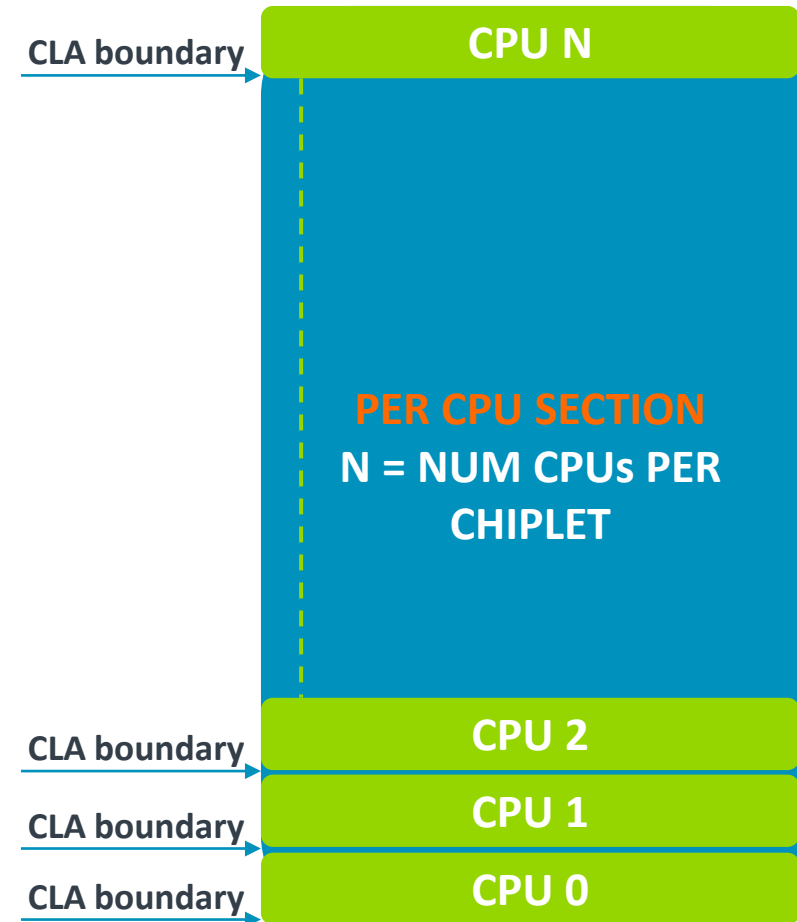 CLA boundary
CPU N
PER CPU SECTION
N = NUM CPUs PER
CHIPLET
CLA boundary
CPU 2
CLA boundary
CPU 1
CLA boundary
CPU 0